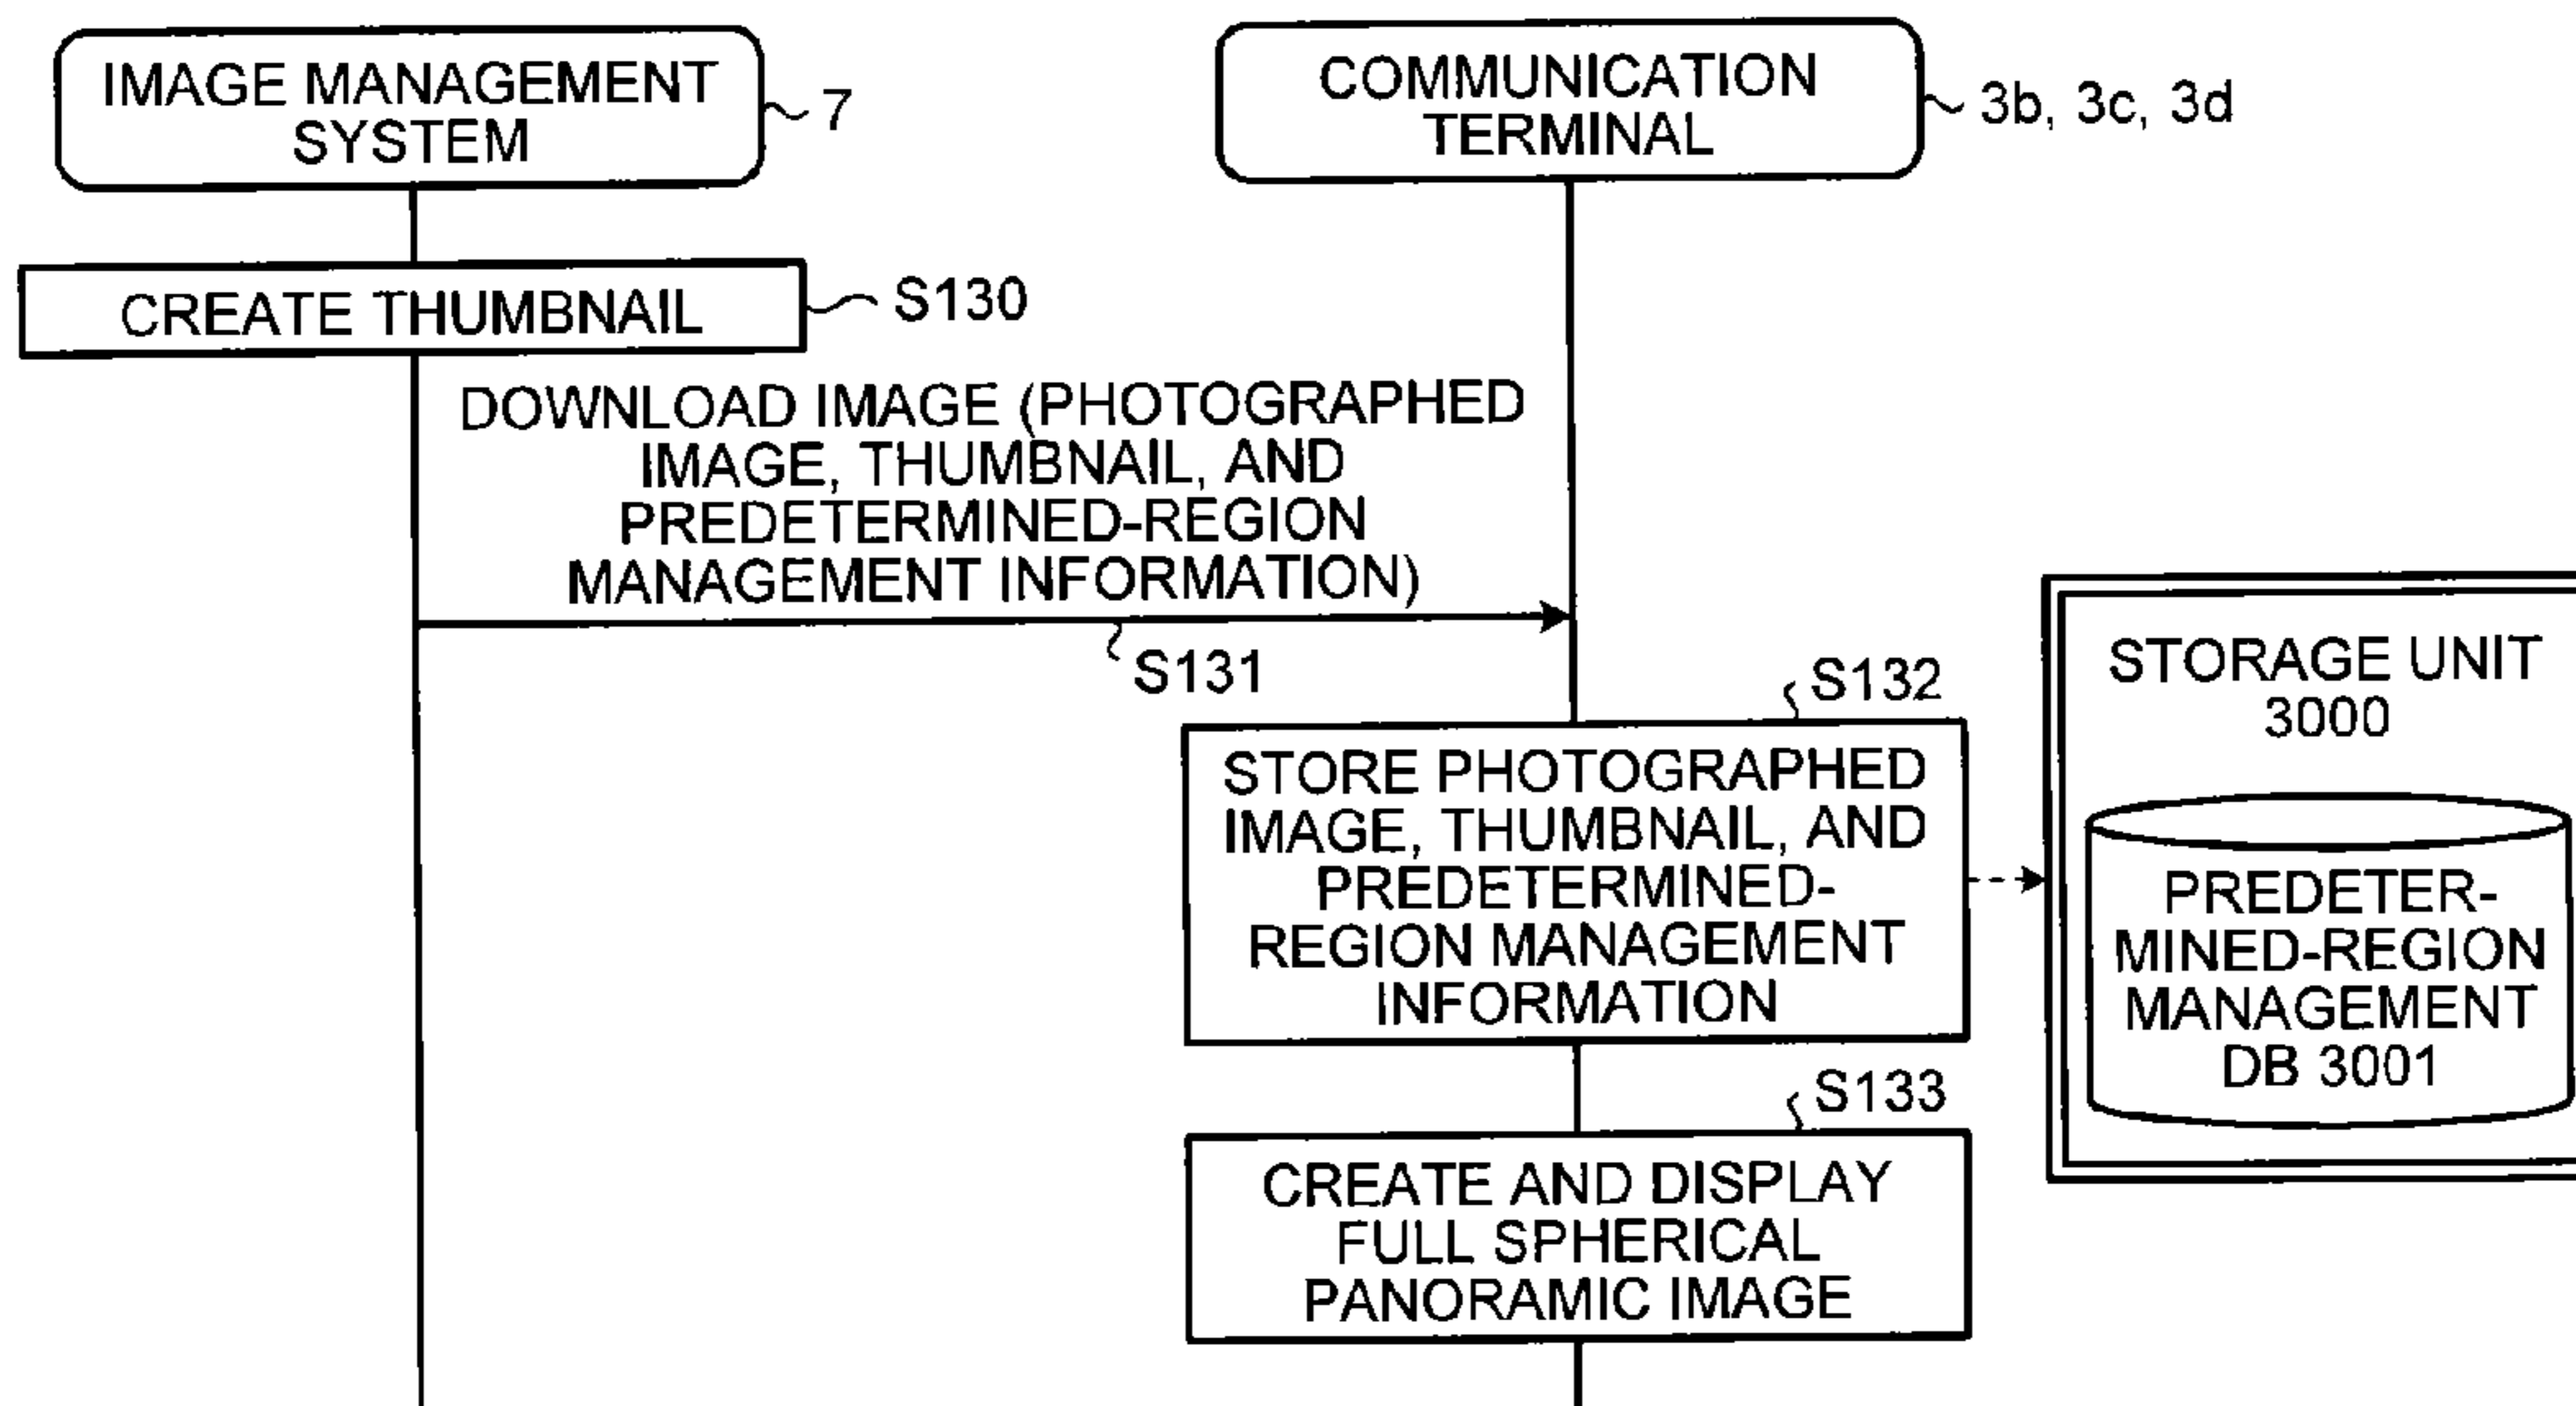 IMAGE MANAGEMENT
SYSTEM
7
COMMUNICATION
TERMINAL
3b, 3c, 3d
CREATE THUMBNAIL
S130
DOWNLOAD IMAGE (PHOTOGRAPHED
IMAGE, THUMBNAIL, AND
PREDETERMINED-REGION
MANAGEMENT INFORMATION)
S131
S132
STORE PHOTOGRAPHED
IMAGE, THUMBNAIL, AND
PREDETERMINED-
REGION MANAGEMENT
INFORMATION
STORAGE UNIT
3000
PREDETER-
MINED-REGION
MANAGEMENT
DB 3001
S133
CREATE AND DISPLAY
FULL SPHERICAL
PANORAMIC IMAGE